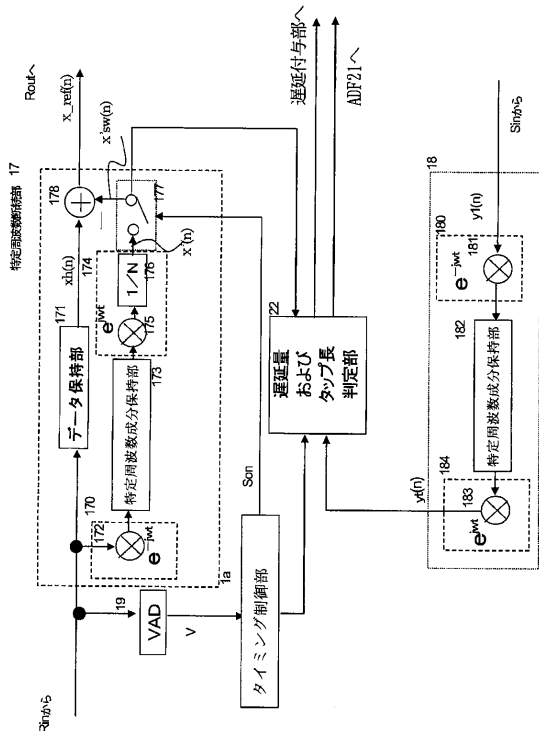 特定周波数断続部 17
Rinから
Routへ
x_ref(n)
178
+
xh(n)
171
データ保持部
174
x'sw(n)
177
x'(n)
170
172
e^-jwt
173
特定周波数成分保持部
e^jwt
175
1/N
176
1a
19
VAD
V
タイミング制御部
Son
22
遅延量
および
タップ長
判定部
遅延付与部へ
ADF21へ
yt(n)
18
Sinから
y1(n)
180
181
e^-jwt
182
特定周波数成分保持部
184
183
e^jwt